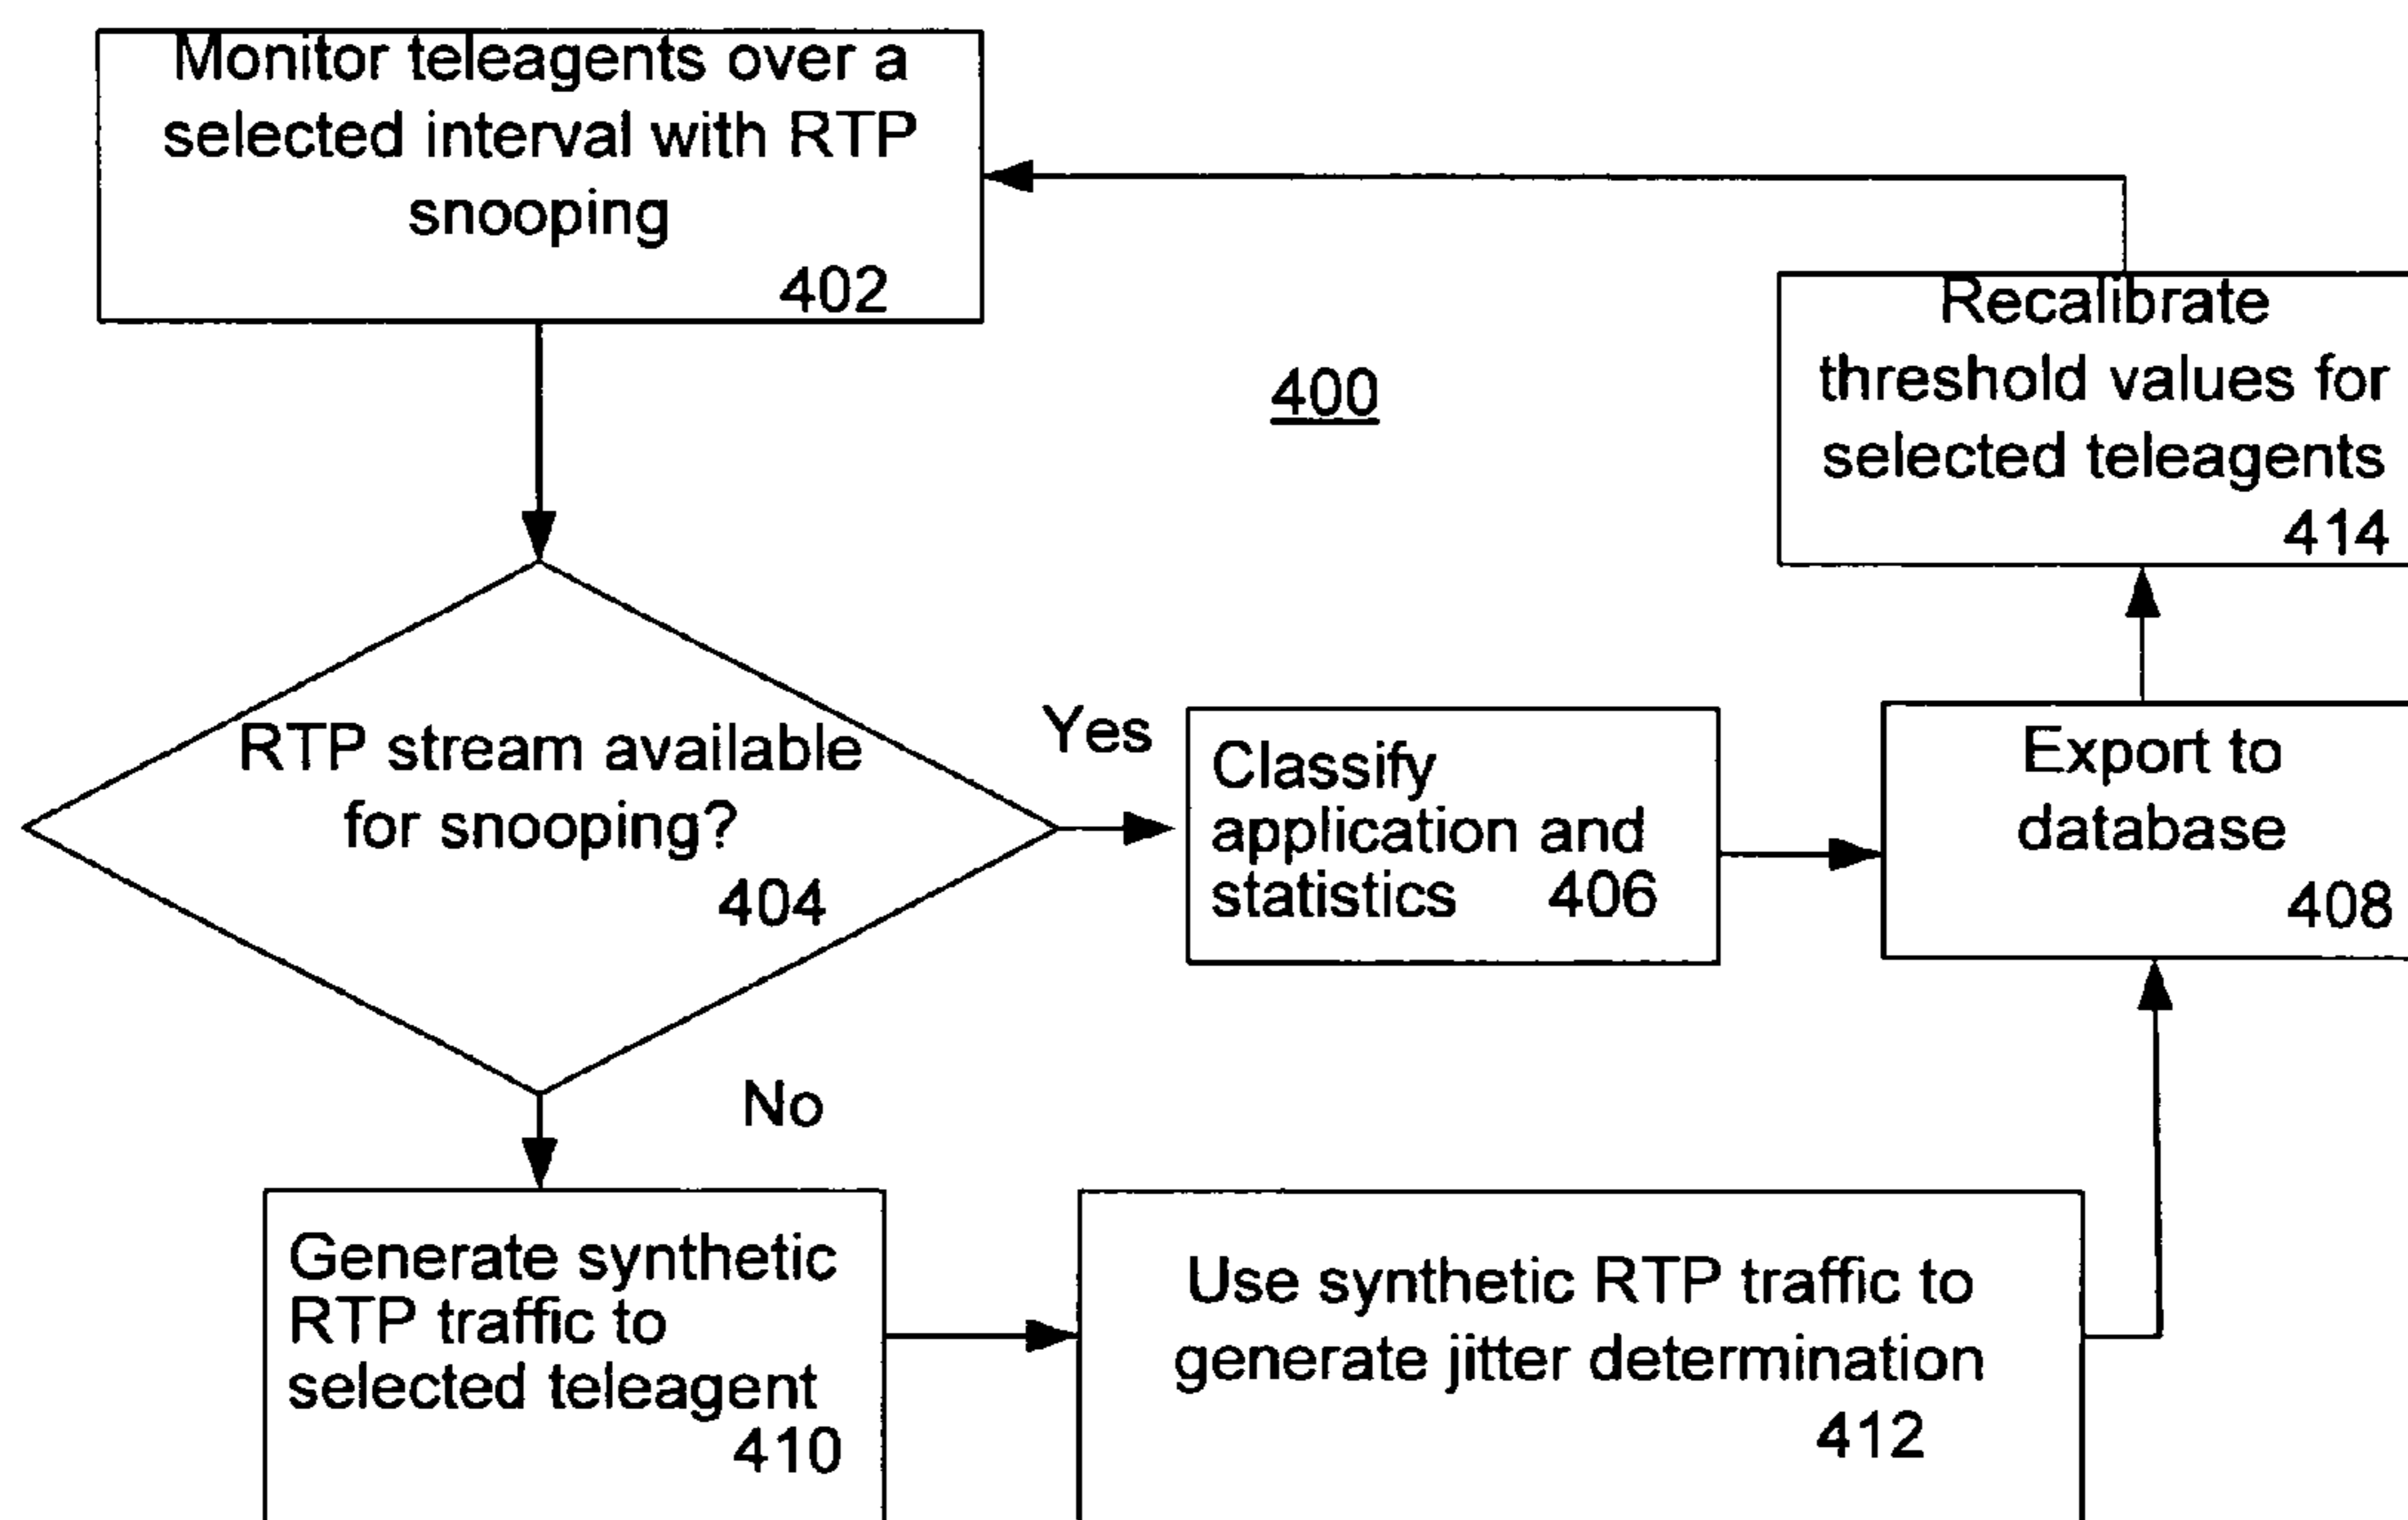 Monitor teleagents over a
selected interval with RTP
snooping
402
400
Recalibrate
threshold values for
selected teleagents
414
RTP stream available
for snooping?
404
Yes
Classify
application and
statistics 406
Export to
database
408
No
Generate synthetic
RTP traffic to
selected teleagent
410
Use synthetic RTP traffic to
generate jitter determination
412